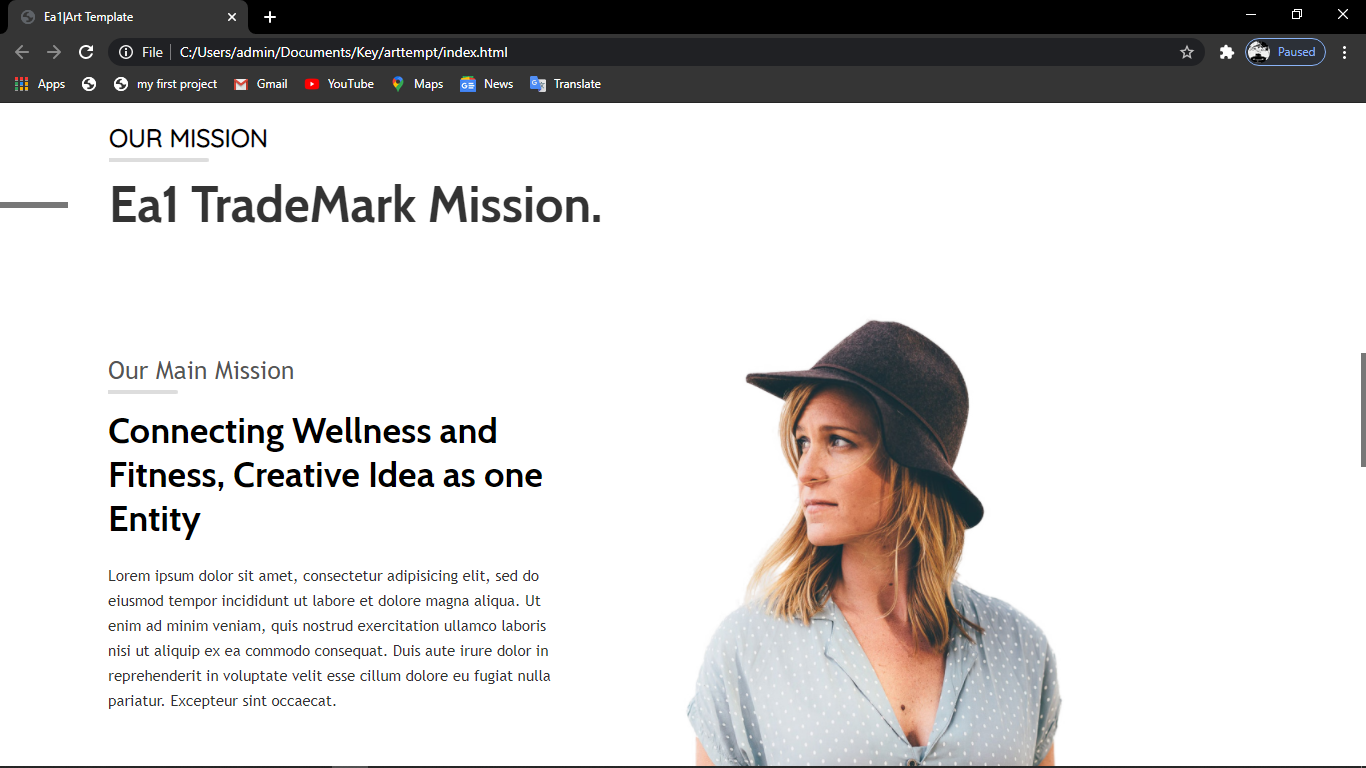 Ea1|Art Template
File C:/Users/admin/Documents/Key/arttempt/index.html Paused
Apps my first project Gmail YouTube Maps News Translate
OUR MISSION
Ea1 TradeMark Mission.
Our Main Mission
Connecting Wellness and
Fitness, Creative Idea as one
Entity
Lorem ipsum dolor sit amet, consectetur adipisicing elit, sed do
eiusmod tempor incididunt ut labore et dolore magna aliqua. Ut
enim ad minim veniam, quis nostrud exercitation ullamco laboris
nisi ut aliquip ex ea commodo consequat. Duis aute irure dolor in
reprehenderit in voluptate velit esse cillum dolore eu fugiat nulla
pariatur. Excepteur sint occaecat.